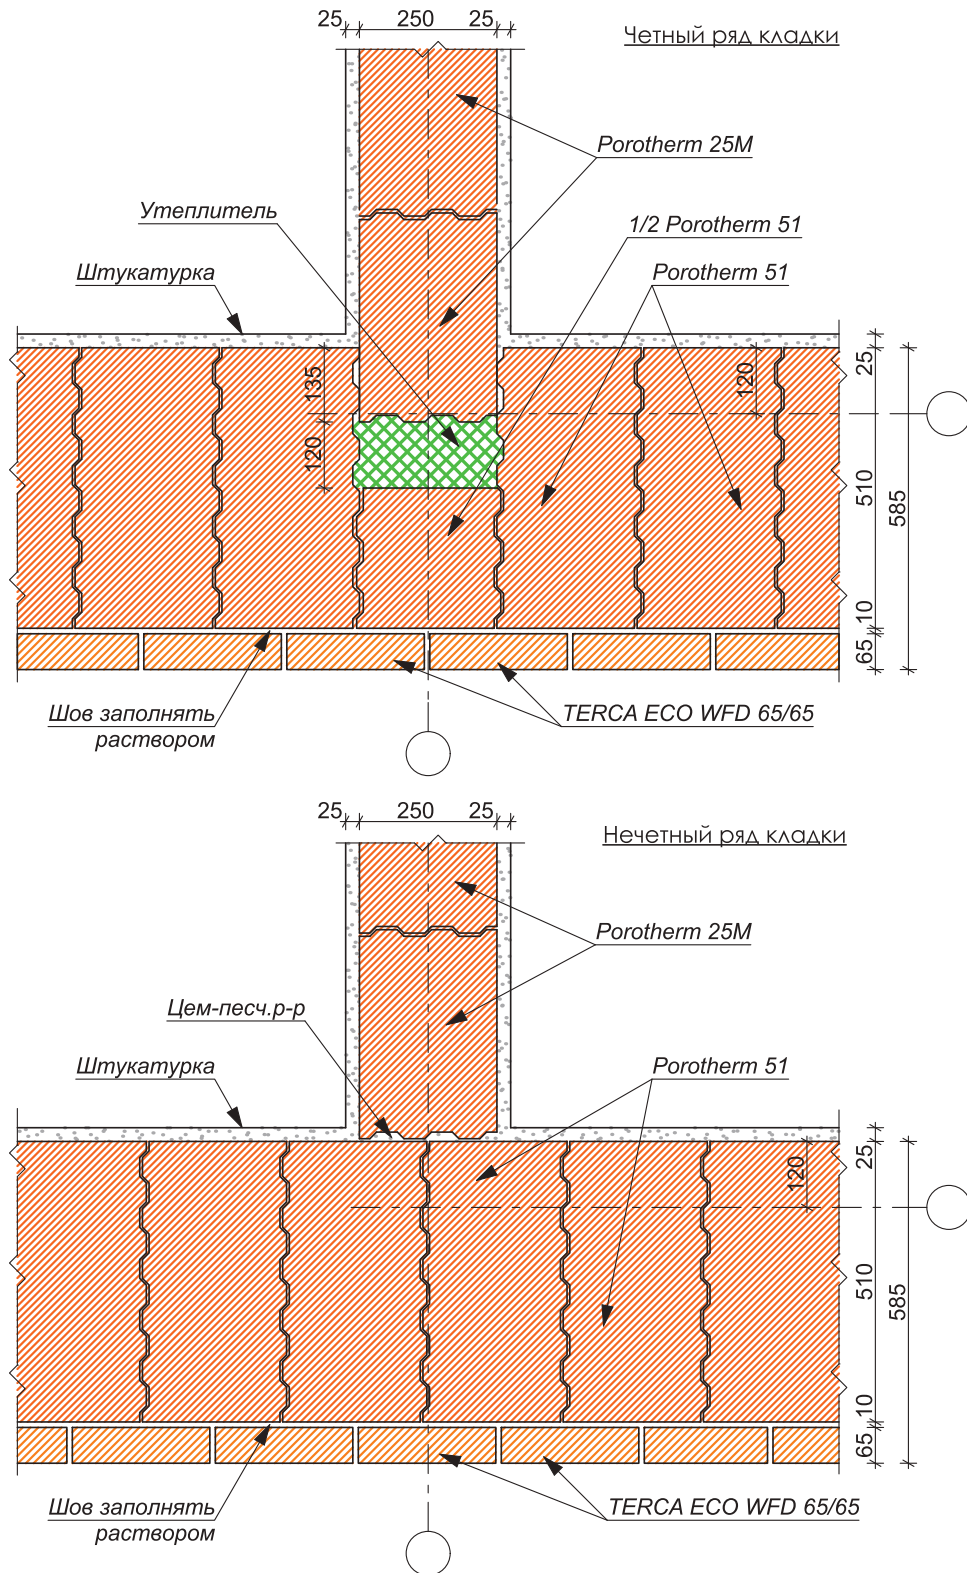 25 250 25
Четный ряд кладки
Porotherm 25M
Утеплитель
1/2 Porotherm 51
Штукатурка
Porotherm 51
135
120
120
25
510
585
10
65
Шов заполнять
раствором
TERCA ECO WFD 65/65
25 250 25
Нечетный ряд кладки
Porotherm 25M
Цем-песч.р-р
Штукатурка
Porotherm 51
120
25
510
585
10
65
Шов заполнять
раствором
TERCA ECO WFD 65/65